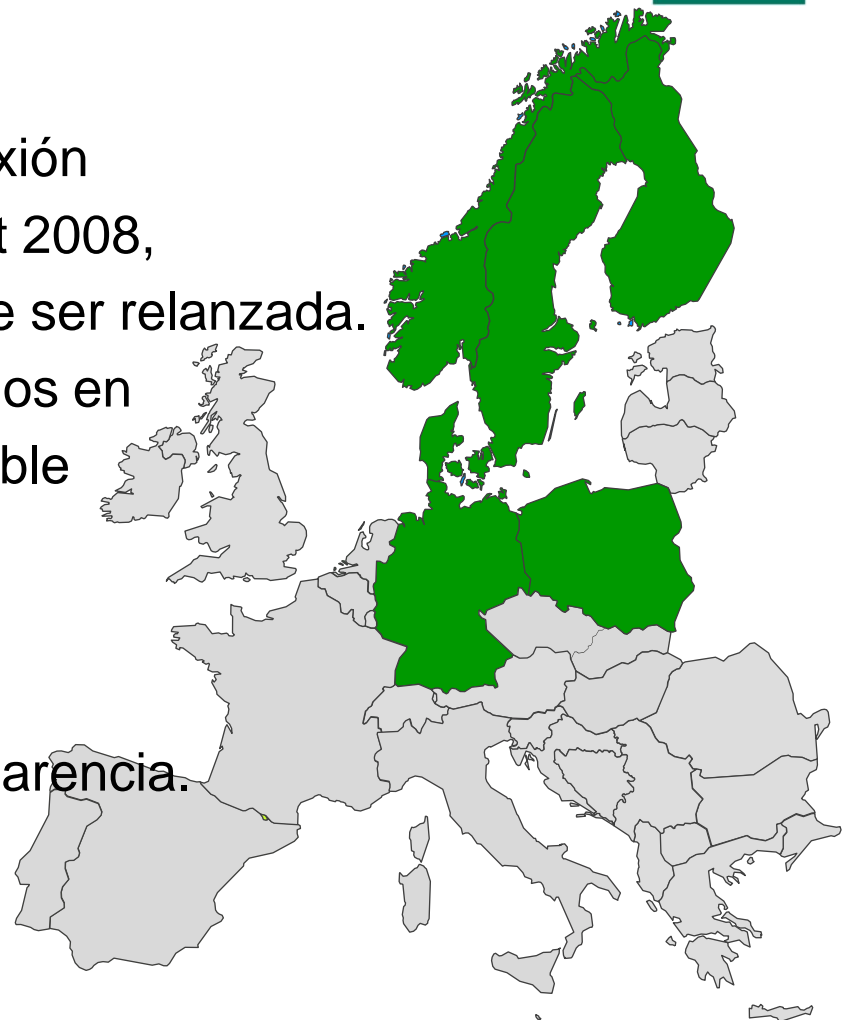 xión
t 2008,
e ser relanzada.
os en
ble
arencia.